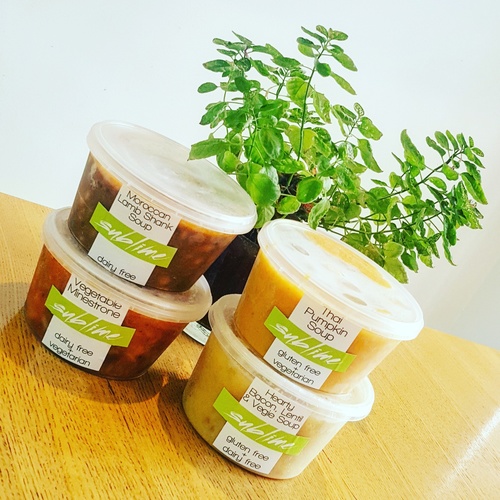 Moroccan
Lamb Shank
Soup
sublime
dairy free
Vegetable
Minestrone
sublime
dairy free
+
vegetarian
Thai
Pumpkin
Soup
sublime
gluten free
+
vegetarian
Hearty
Bacon, Lentil
& Vegie Soup
sublime
gluten free
+
dairy free